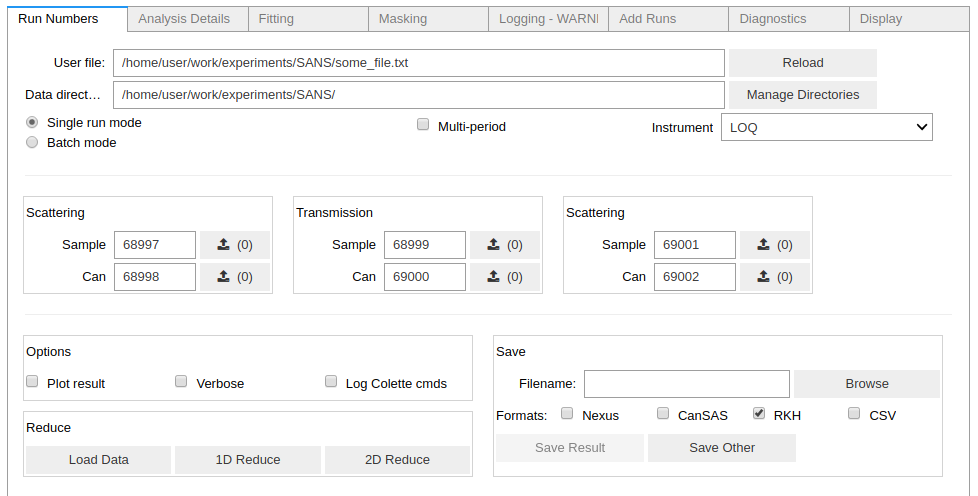 Run Numbers Analysis Details Fitting Masking Logging - WARNI Add Runs Diagnostics Display
User file: /home/user/work/experiments/SANS/some_file.txt Reload
Data direct… /home/user/work/experiments/SANS/ Manage Directories
Single run mode Multi-period Instrument LOQ
Batch mode
Scattering Transmission Scattering
Sample 68997 (0) Sample 68999 (0) Sample 69001 (0)
Can 68998 (0) Can 69000 (0) Can 69002 (0)
Options
Plot result Verbose Log Colette cmds
Reduce
Load Data 1D Reduce 2D Reduce
Save
Filename: Browse
Formats: Nexus CanSAS RKH CSV
Save Result Save Other